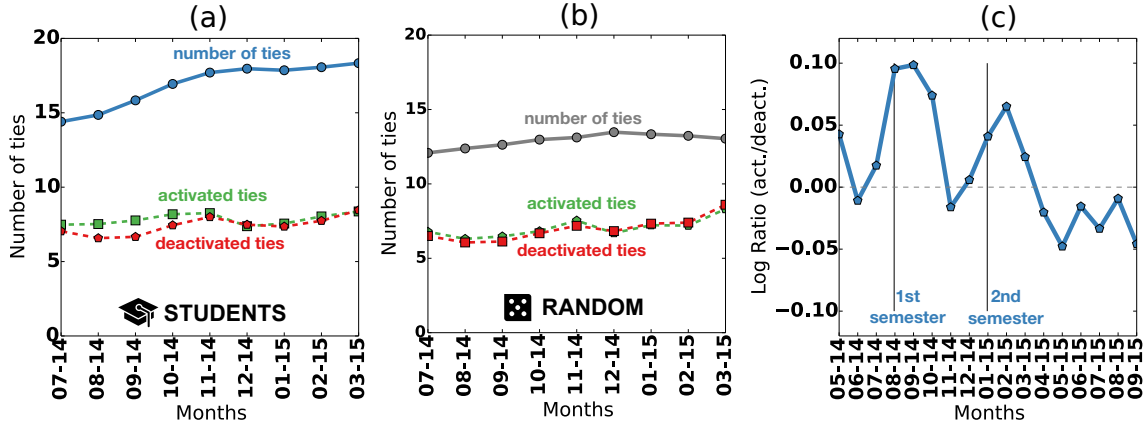 (a)
Number of ties
20
15
10
5
0
number of ties
activated ties
deactivated ties
STUDENTS
07-14
08-14
09-14
10-14
11-14
12-14
01-15
02-15
03-15
Months
(b)
Number of ties
20
15
10
5
0
number of ties
activated ties
deactivated ties
RANDOM
07-14
08-14
09-14
10-14
11-14
12-14
01-15
02-15
03-15
Months
(c)
Log Ratio (act./deact.)
0.10
0.05
0.00
−0.05
−0.10
1st
semester
2nd
semester
05-14
06-14
07-14
08-14
09-14
10-14
11-14
12-14
01-15
02-15
03-15
04-15
05-15
06-15
07-15
08-15
09-15
Months